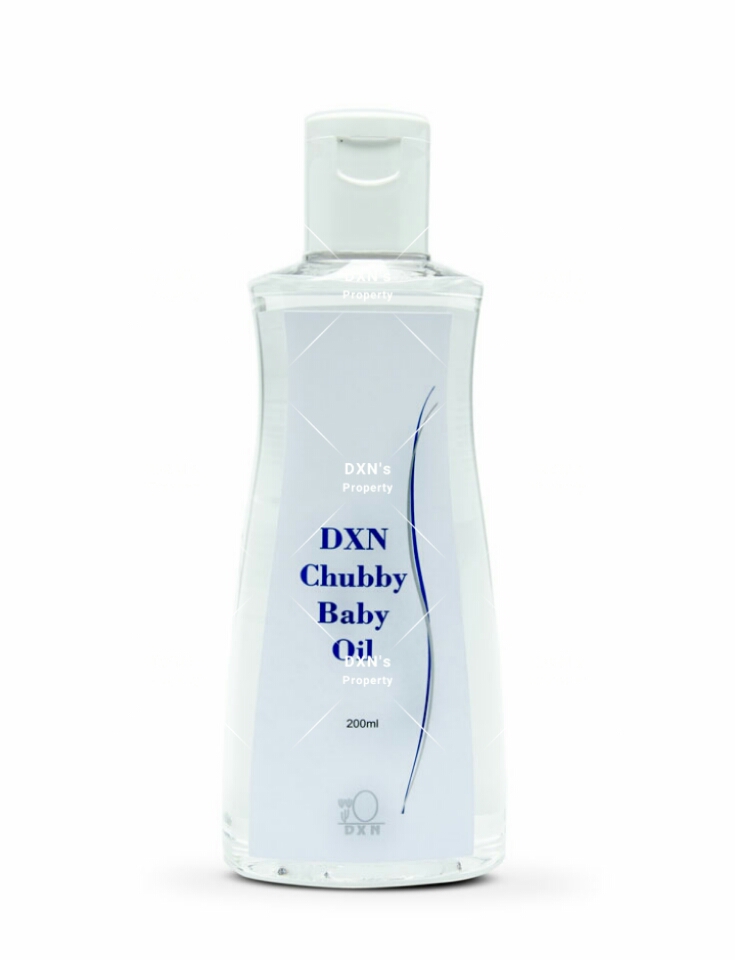 DXN's
Property
DXN's
Property
DXN
Chubby
Baby
Oil
DXN's
Property
200ml
DXN